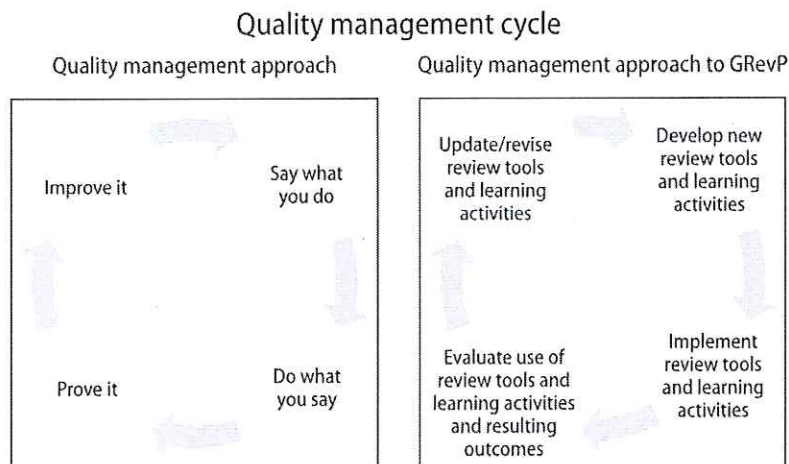 Quality management cycle
Quality management approach
Quality management approach to GRevP
Improve it
Say what
you do
Prove it
Do what
you say
Update/revise
review tools
and learning
activities
Develop new
review tools
and learning
activities
Evaluate use of
review tools and
learning activities
and resulting
outcomes
Implement
review tools
and learning
activities